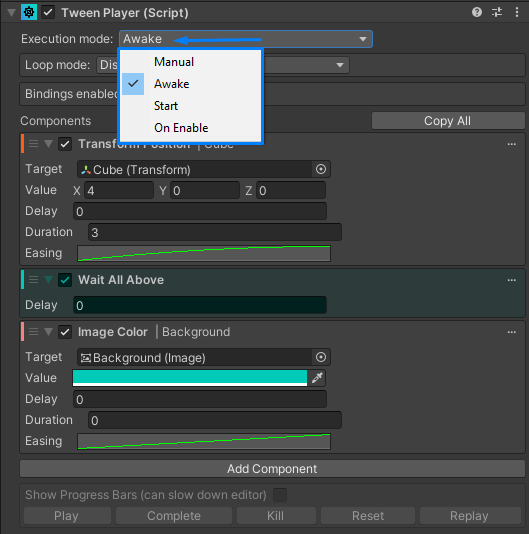 Tween Player (Script)
Execution mode: Awake
Loop mode: Dis
Manual
Awake
Start
On Enable
Bindings enabled
Components Copy All
Transform Position | Cube
Target Cube (Transform)
Value X 4 Y 0 Z 0
Delay 0
Duration 3
Easing
Wait All Above
Delay 0
Image Color | Background
Target Background (Image)
Value
Delay 0
Duration 0
Easing
Add Component
Show Progress Bars (can slow down editor)
Play Complete Kill Reset Replay